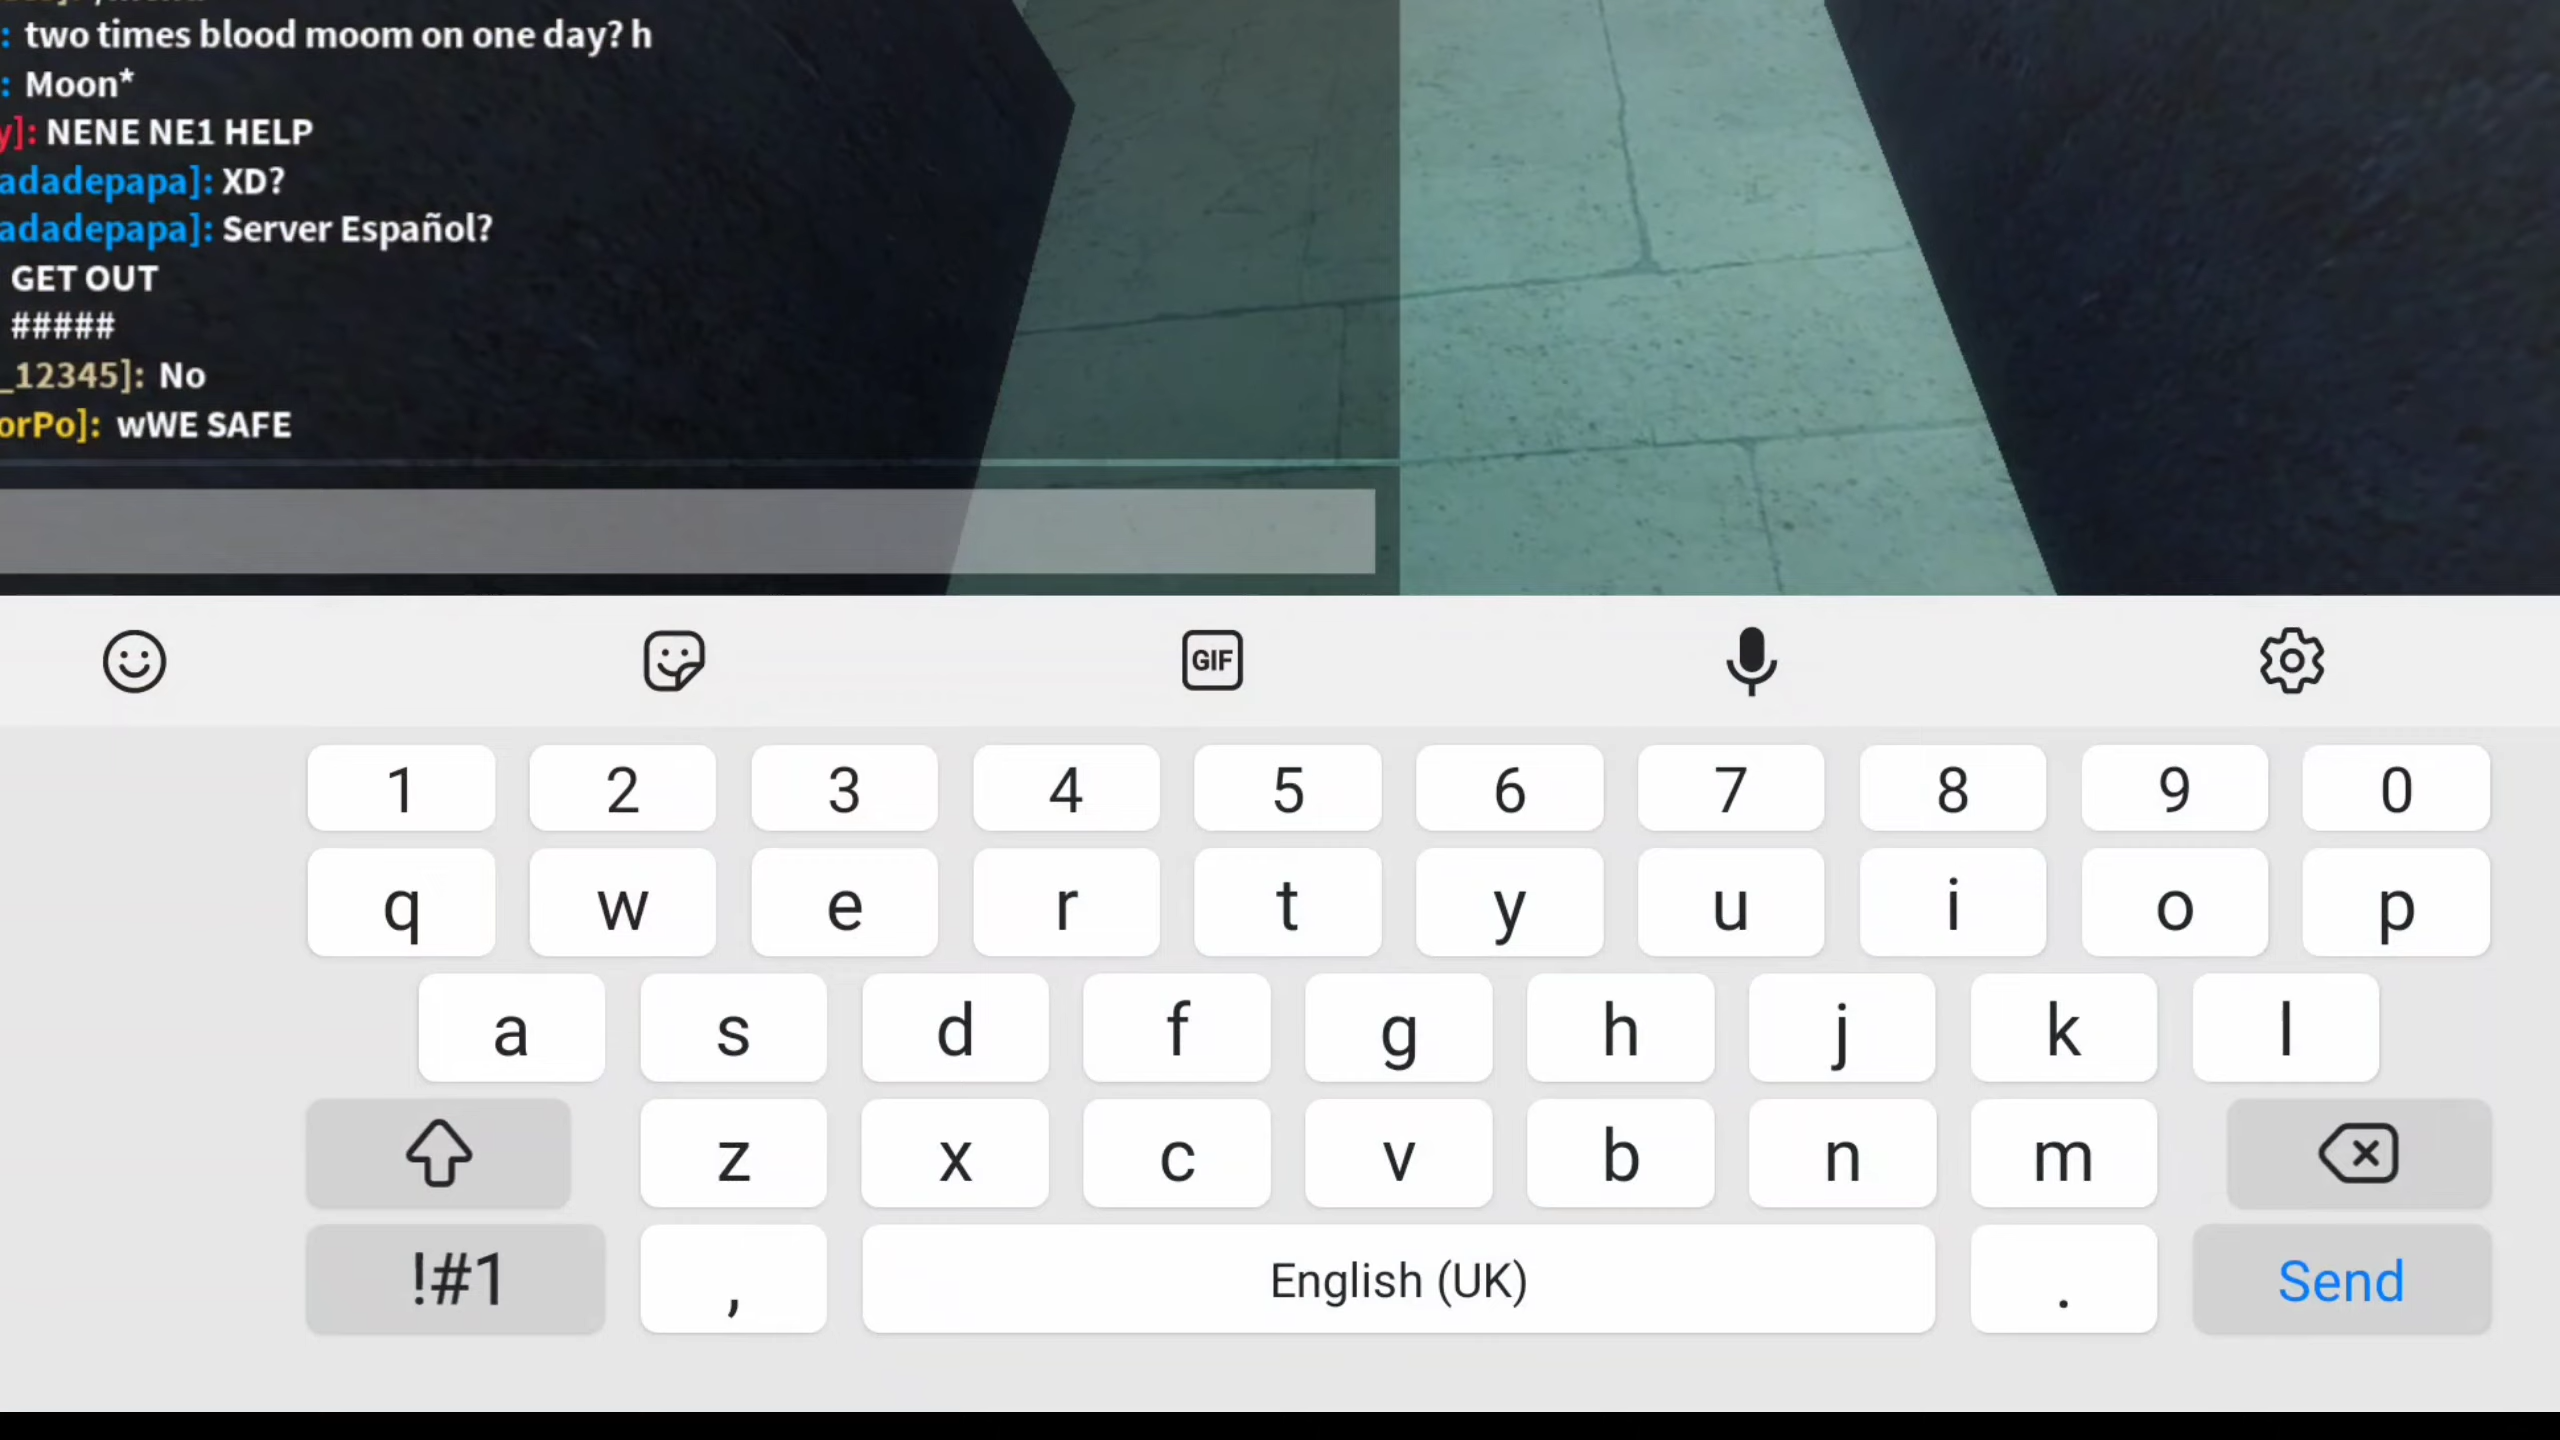 : two times blood moom on one day? h
: Moon*
y]: NENE NE1 HELP
adadepapa]: XD?
adadepapa]: Server Español?
GET OUT
#####
_12345]: No
orPo]: wWE SAFE
GIF
1 2 3 4 5 6 7 8 9 0
q w e r t y u i o p
a s d f g h j k l
z x c v b n m
!#1 , English (UK) . Send